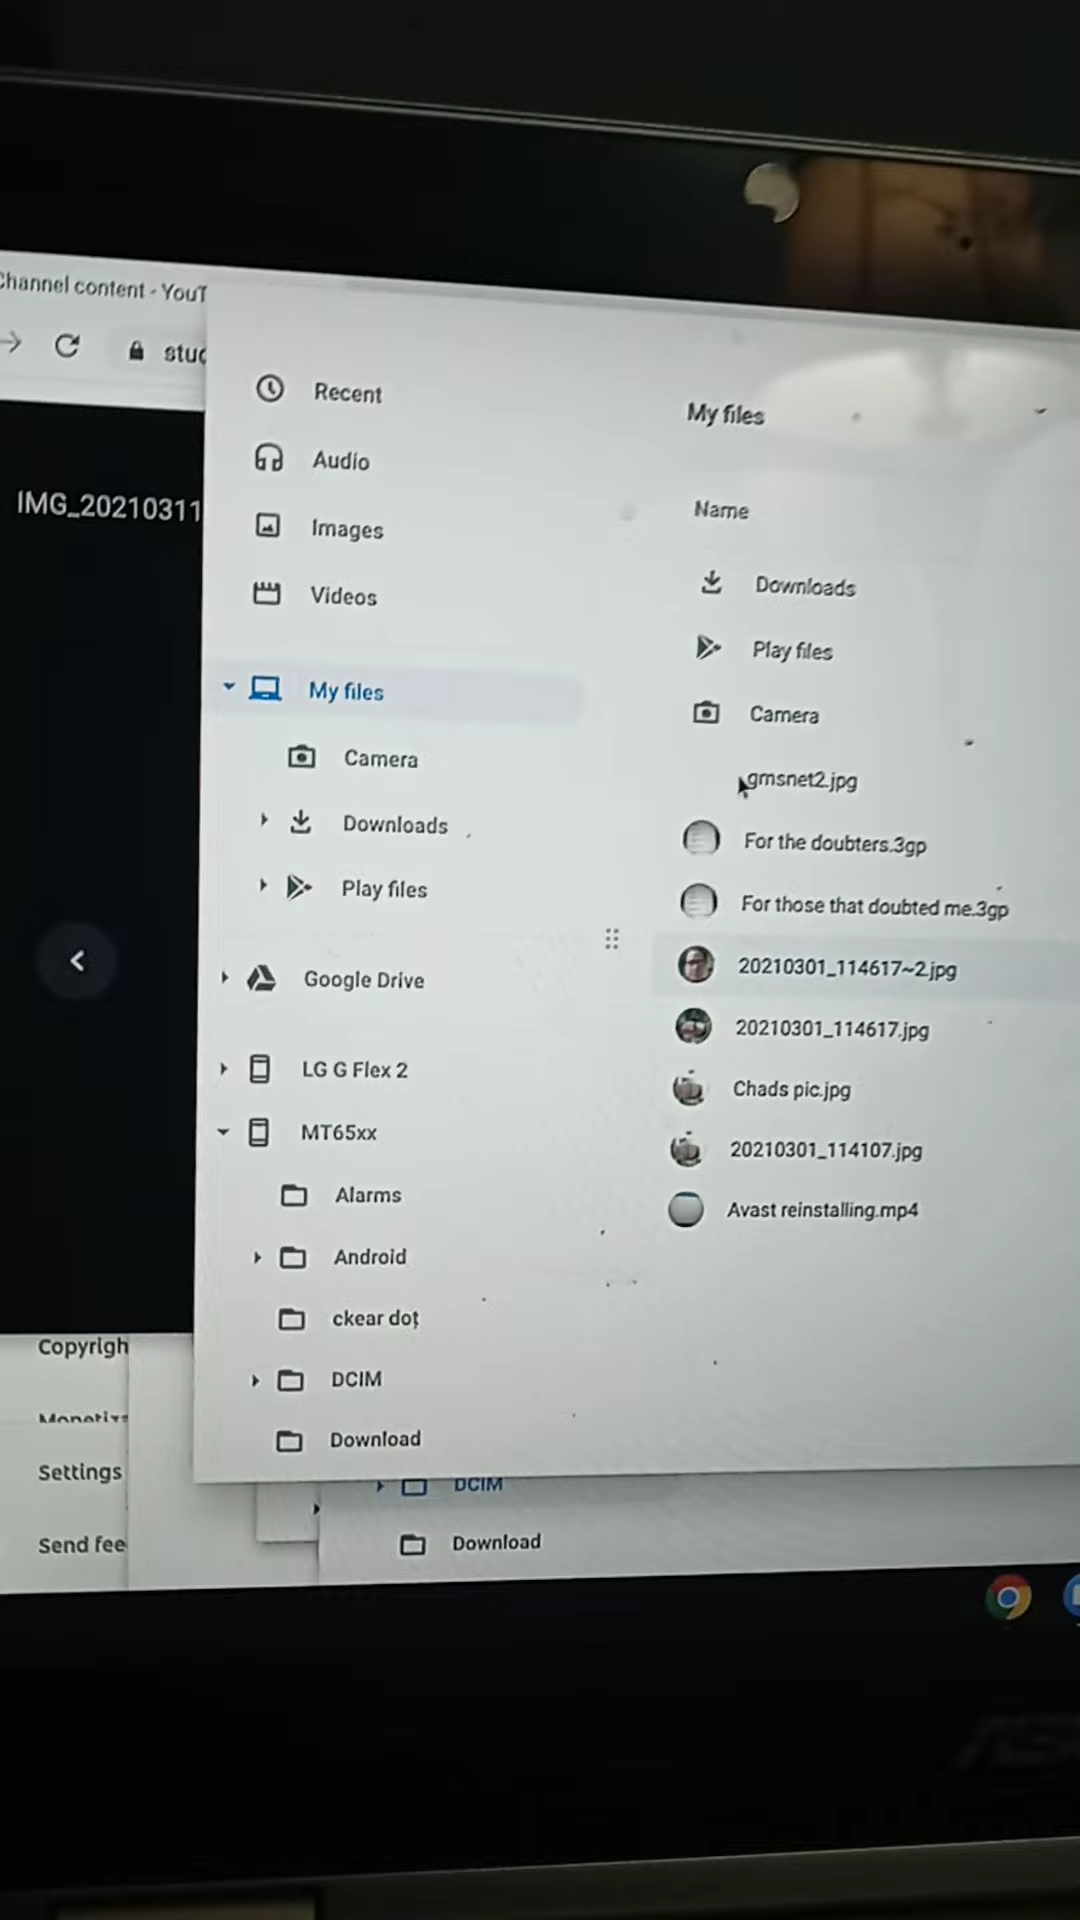 Channel content - YouT
stud
IMG_20210311
Recent
Audio
Images
Videos
My files
Camera
Downloads
Play files
Google Drive
LG G Flex 2
MT65xx
Alarms
Android
ckear dot
DCIM
Download
My files
Name
Downloads
Play files
Camera
gmsnet2.jpg
For the doubters.3gp
For those that doubted me.3gp
20210301_114617~2.jpg
20210301_114617.jpg
Chads pic.jpg
20210301_114107.jpg
Avast reinstalling.mp4
Copyrigh
Monetiz
Settings
Send fee
DCIM
Download